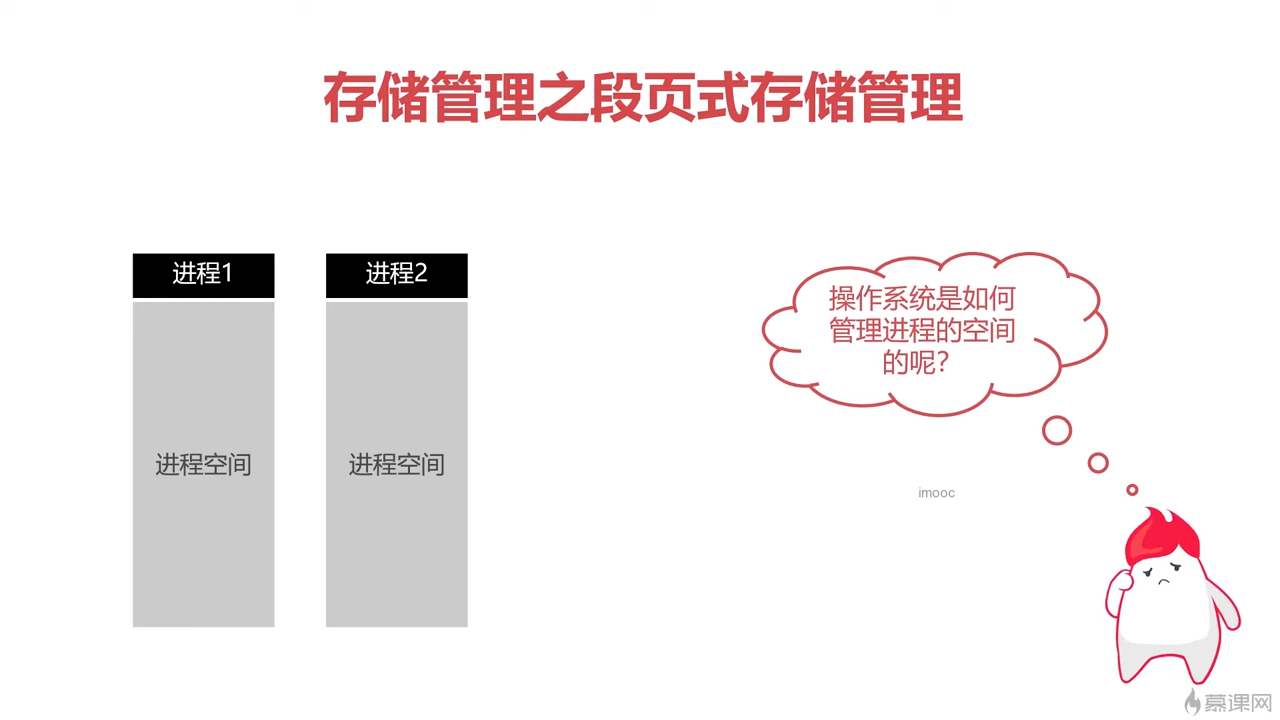 存储管理之段页式存储管理
进程1
进程2
进程空间
进程空间
操作系统是如何
管理进程的空间
的呢?
imooc
慕课网